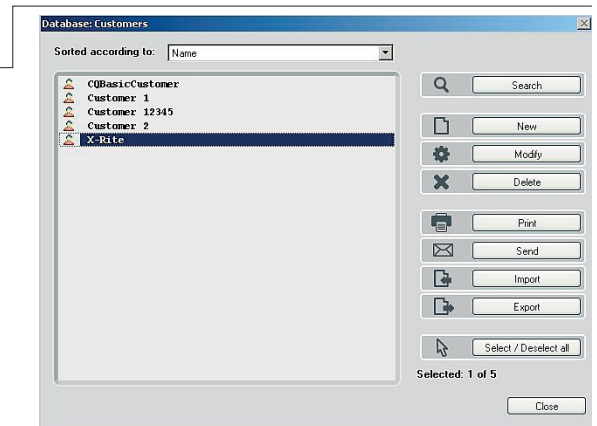 Database: Customers
Sorted according to: Name
CQBasicCustomer
Customer 1
Customer 12345
Customer 2
X-Rite
Search
New
Modify
Delete
Print
Send
Import
Export
Select / Deselect all
Selected: 1 of 5
Close